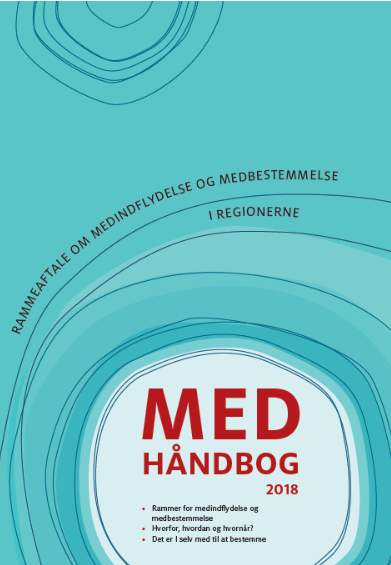 RAMMEAFTALE OM MEDINDFLYDELSE OG MEDBESTEMMELSE
I REGIONERNE
MED
HÅNDBOG
2018
• Rammer for medindflydelse og
medbestemmelse
• Hvorfor, hvordan og hvornår?
• Det er I selv med til at bestemme